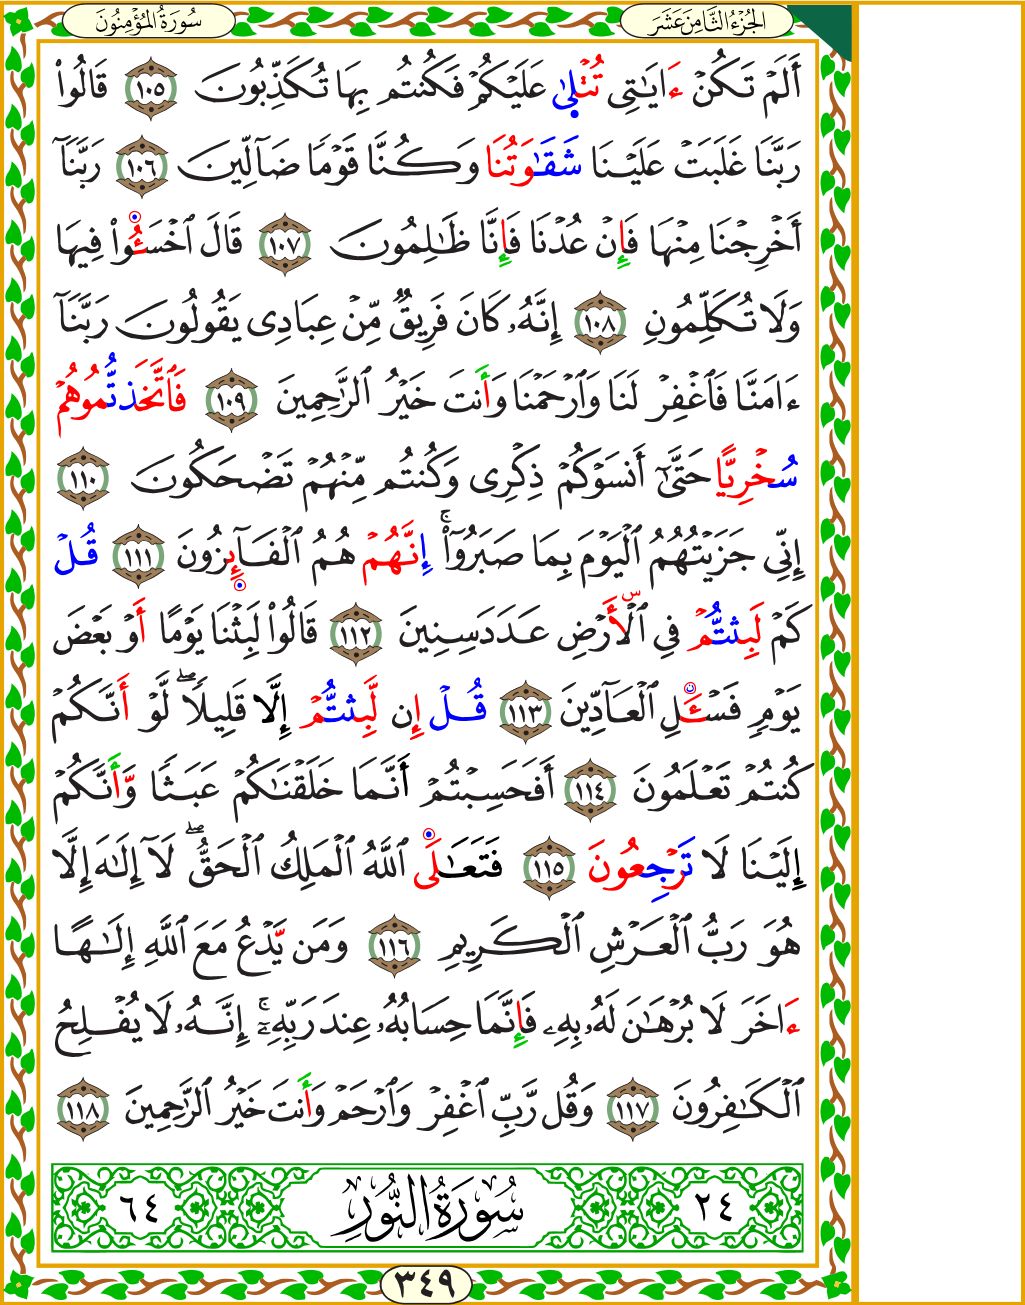 الجُزْءُ الثَّامِنَ عَشَرَ
سُورَةُ المُؤْمِنُونَ
أَلَمْ تَكُنْ ءَايَٰتِى تُتْلٜىٰ عَلَيْكُمْ فَكُنتُم بِهَا تُكَذِّبُونَ ١٠٥ قَالُوا۟
رَبَّنَا غَلَبَتْ عَلَيْنَا شَقَٰوَتُنَا وَكُنَّا قَوْمًا ضَآلِّينَ ١٠٦ رَبَّنَآ
أَخْرِجْنَا مِنْهَا فَإِنْ عُدْنَا فَإِنَّا ظَٰلِمُونَ ١٠٧ قَالَ ٱخْسَـُٔوا۟ فِيهَا
وَلَا تُكَلِّمُونِ ١٠٨ إِنَّهُۥ كَانَ فَرِيقٌ مِّنْ عِبَادِى يَقُولُونَ رَبَّنَآ
ءَامَنَّا فَٱغْفِرْ لَنَا وَٱرْحَمْنَا وَأَنتَ خَيْرُ ٱلرَّٰحِمِينَ ١٠٩ فَٱتَّخَذتُّمُوهُمْ
سُخْرِيًّا حَتَّىٰٓ أَنسَوْكُمْ ذِكْرِى وَكُنتُم مِّنْهُمْ تَضْحَكُونَ ١١٠
إِنِّى جَزَيْتُهُمُ ٱلْيَوْمَ بِمَا صَبَرُوٓا۟ۚ إِنَّهُمْ هُمُ ٱلْفَآئِزُونَ ١١١ قُلْ
كَمْ لَبِثتُّمْ فِى ٱلْأَرْضِ عَدَدَ سِنِينَ ١١٢ قَالُوا۟ لَبِثْنَا يَوْمًا أَوْ بَعْضَ
يَوْمٍ فَسْـَٔلِ ٱلْعَآدِّينَ ١١٣ قُلْ إِن لَّبِثتُّمْ إِلَّا قَلِيلًاۖ لَّوْ أَنَّكُمْ
كُنتُمْ تَعْلَمُونَ ١١٤ أَفَحَسِبْتُمْ أَنَّمَا خَلَقْنَٰكُمْ عَبَثًا وَأَنَّكُمْ
إِلَيْنَا لَا تَرْجِعُونَ ١١٥ فَتَعَٰلَى ٱللَّهُ ٱلْمَلِكُ ٱلْحَقُّۖ لَآ إِلَٰهَ إِلَّا
هُوَ رَبُّ ٱلْعَرْشِ ٱلْكَرِيمِ ١١٦ وَمَن يَدْعُ مَعَ ٱللَّهِ إِلَٰهًا
ءَاخَرَ لَا بُرْهَٰنَ لَهُۥ بِهِۦ فَإِنَّمَا حِسَابُهُۥ عِندَ رَبِّهِۦٓۚ إِنَّهُۥ لَا يُفْلِحُ
ٱلْكَٰفِرُونَ ١١٧ وَقُل رَّبِّ ٱغْفِرْ وَٱرْحَمْ وَأَنتَ خَيْرُ ٱلرَّٰحِمِينَ ١١٨
٢٤ سُورَةُ النُّورِ ٦٤
٣٤٩